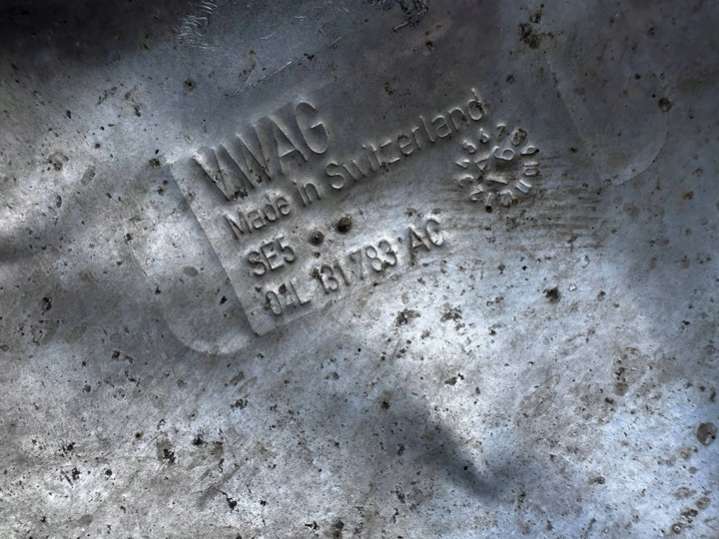 VWAG
Made in Switzerland
SE5
04L 131 783 AC